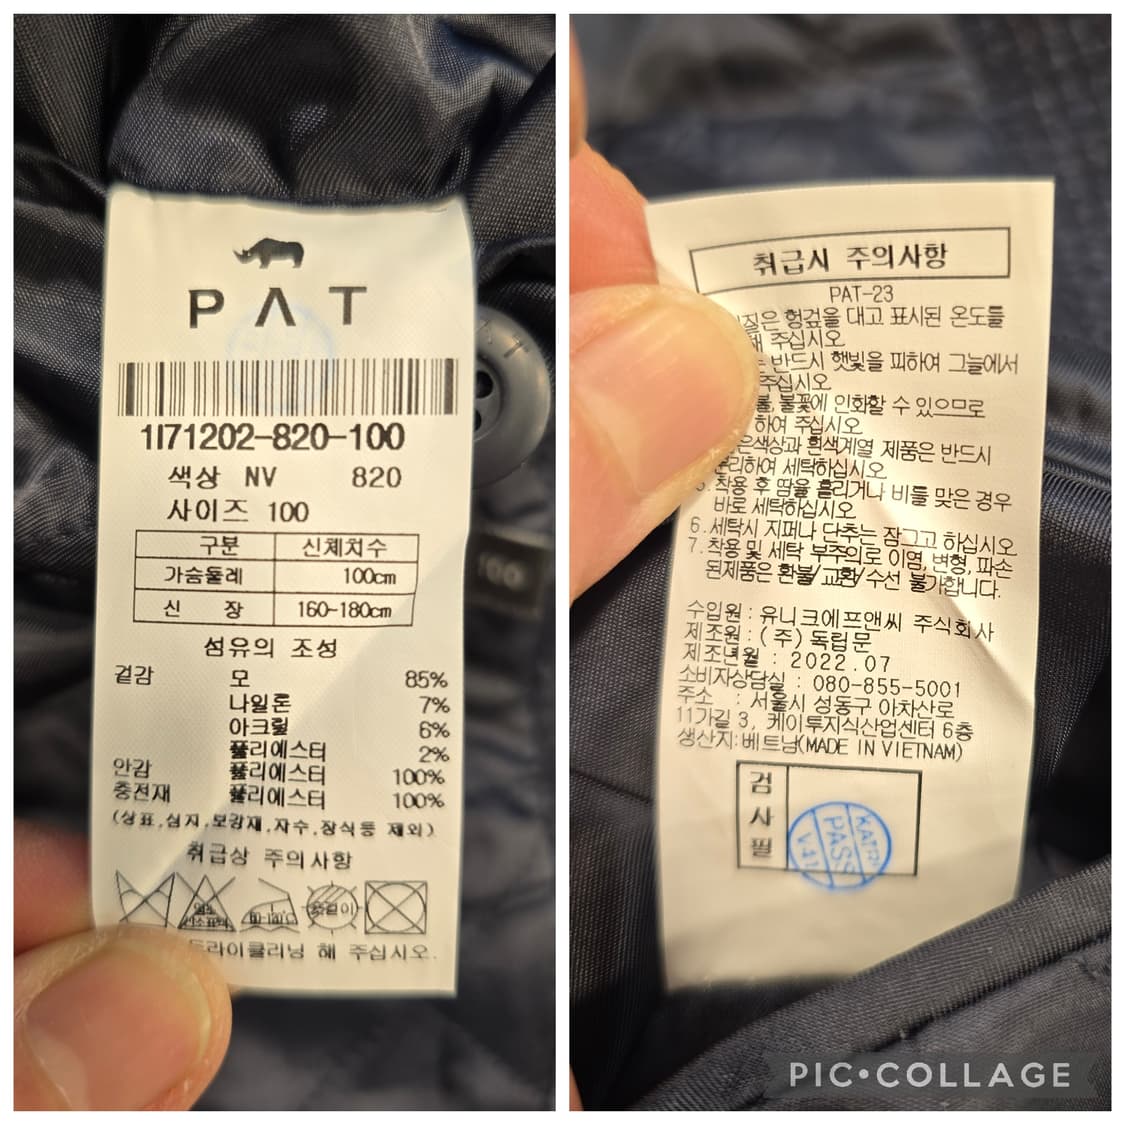 PAT
1171202-820-100
색상 NV 820
사이즈 100
구분 신체치수
가슴둘레 100cm
신 장 160-180cm
섬유의 조성
겉감 모 85%
나일론 7%
아크릴 6%
폴리에스터 2%
안감 폴리에스터 100%
충전재 폴리에스터 100%
(상표,심지,보강재,자수,장식등 제외)
취급상 주의사항
드라이클리닝 해 주십시오.
취급시 주의사항
PAT-23
헝겊을 대고 표시된 온도를
주십시오
반드시 햇빛을 피하여 그늘에서
주십시오
불꽃에 인화할 수 있으므로
하여 주십시오
흰색계열 제품은 반드시
세탁하십시오
5. 착용 후 땀을 흘리거나 비를 맞은 경우
바로 세탁하십시오
6. 세탁시 지퍼나 단추는 잠그고 하십시오
7. 착용 및 세탁 부주의로 이염, 변형, 파손
된제품은 환불/교환/수선 불가합니다.
수입원 : 유니크에프앤씨 주식회사
제조원 : (주) 독립문
제조년월 : 2022.07
소비자상담실 : 080-855-5001
주소 : 서울시 성동구 아차산로
11가길 3, 케이투지식산업센터 6층
생산지:베트남(MADE IN VIETNAM)
검사필
KATRI
PASS
V-41
PIC•COLLAGE